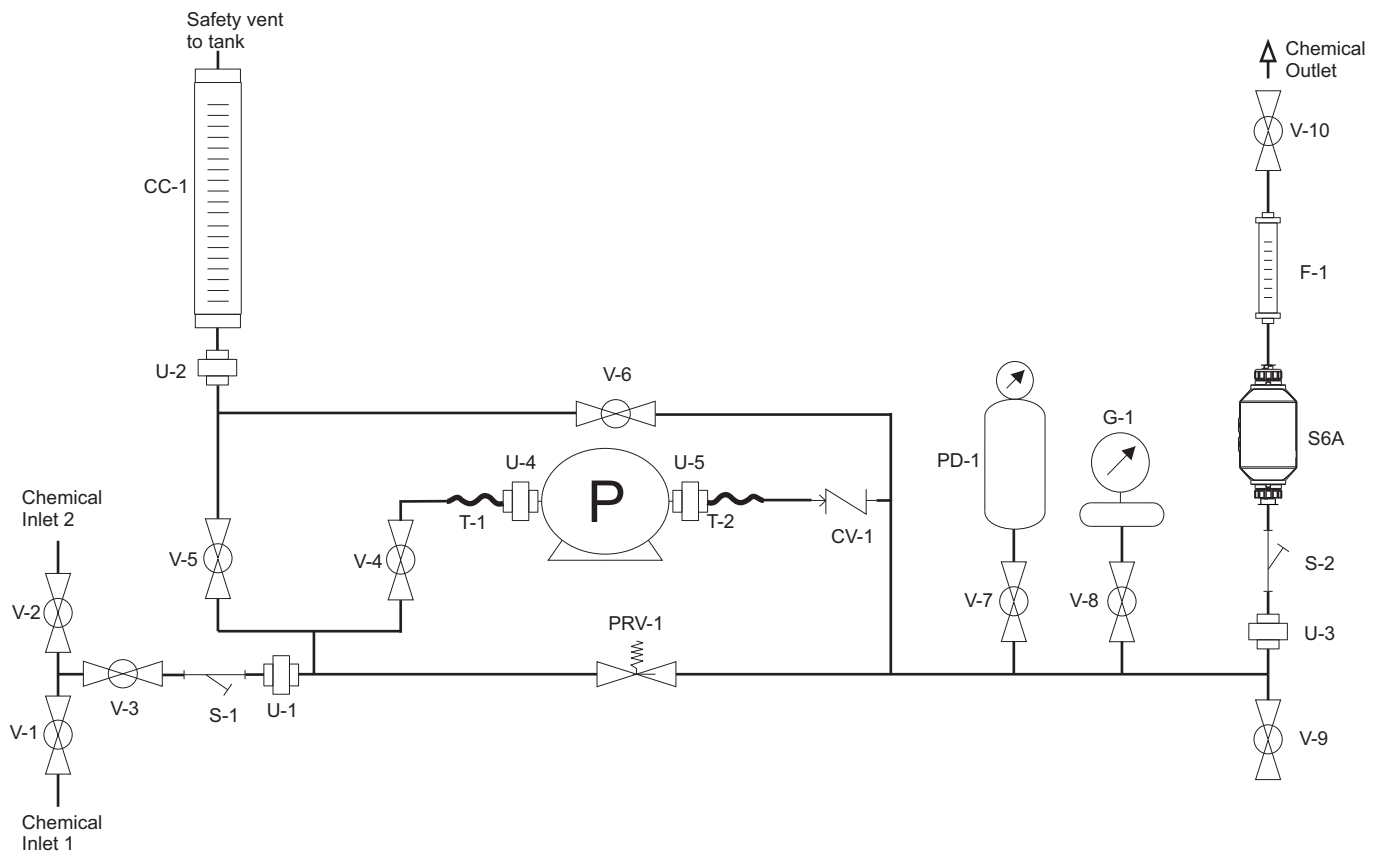 Safety vent
to tank
Chemical
Outlet
V-10
CC-1
F-1
U-2
V-6
G-1
S6A
U-4
U-5
PD-1
P
Chemical
Inlet 2
T-1
T-2
CV-1
V-5
V-4
S-2
V-7
V-8
V-2
PRV-1
U-3
V-3
S-1
U-1
V-1
V-9
Chemical
Inlet 1